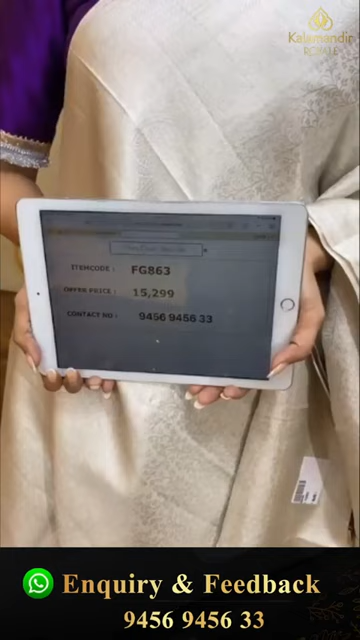 Kalamandir
ROYALE
ITEMCODE : FG863
OFFER PRICE : 15,299
CONTACT NO : 9456 9456 33
Enquiry & Feedback
9456 9456 33